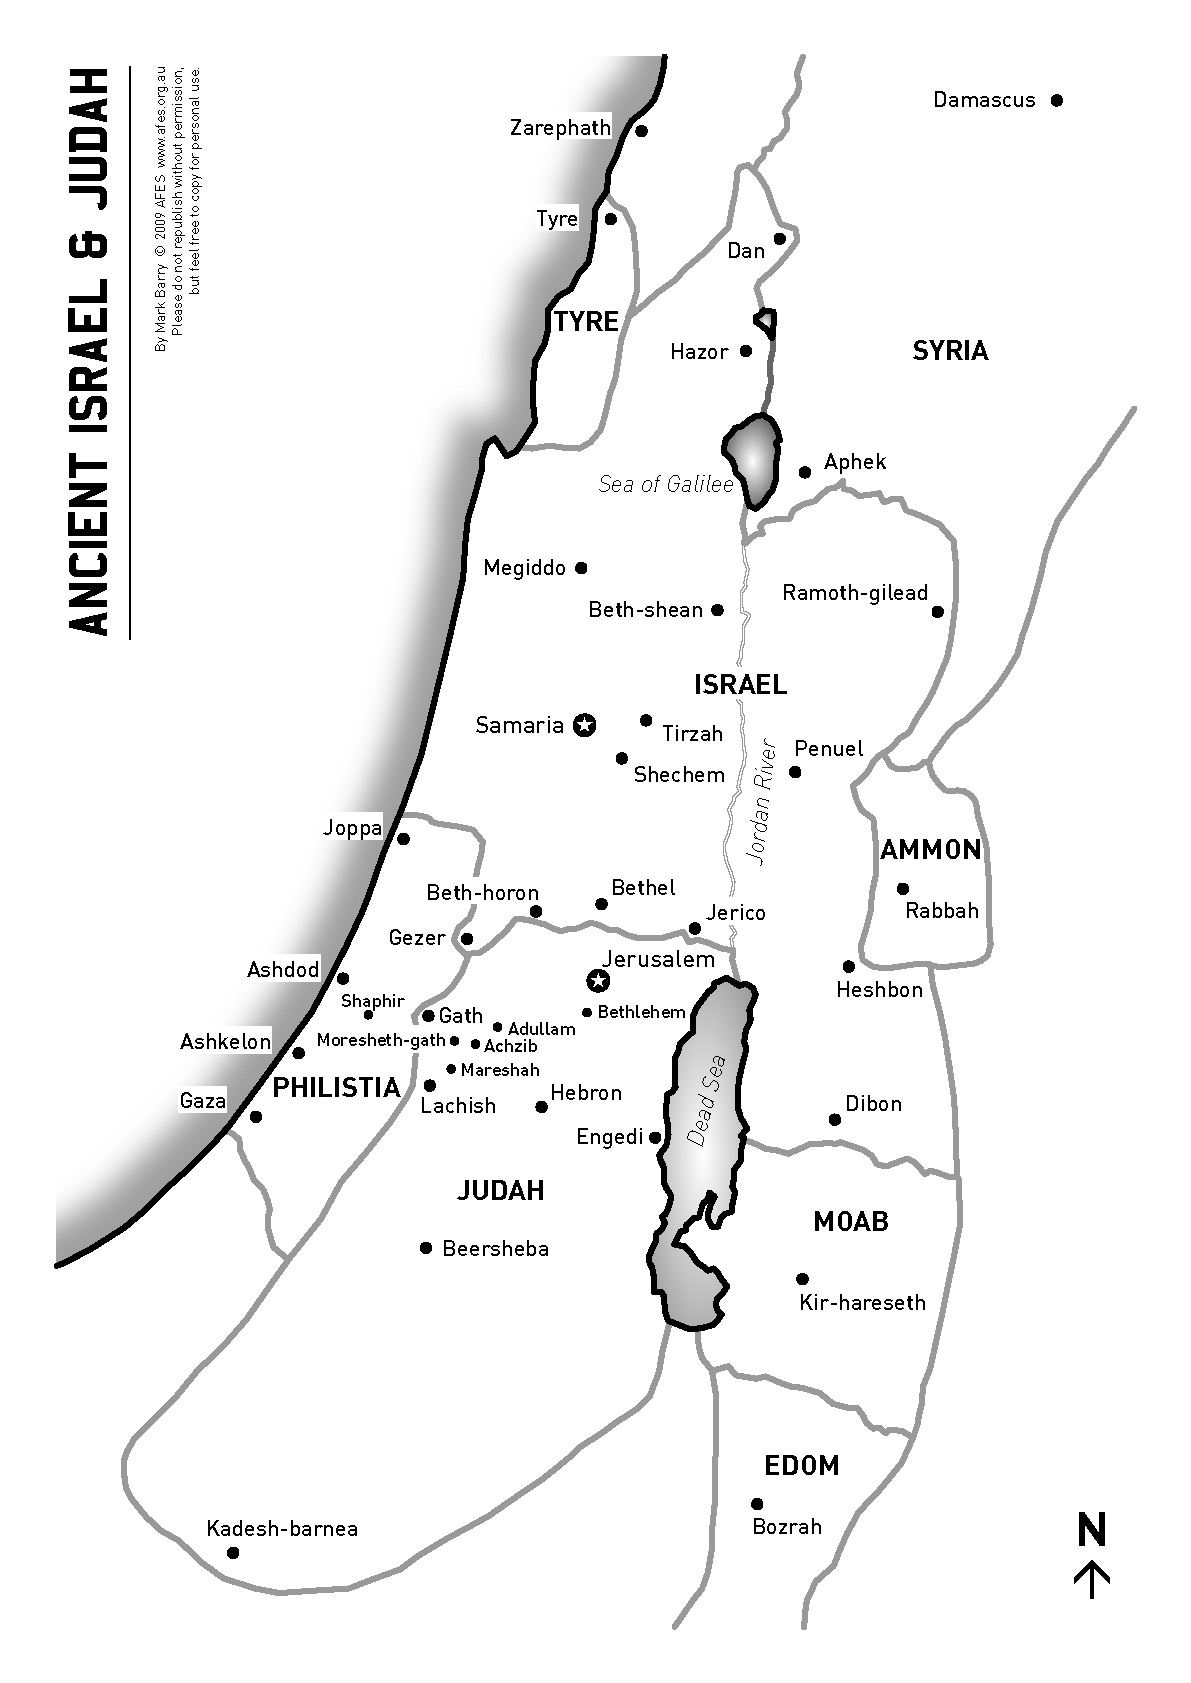 ANCIENT ISRAEL & JUDAH
By Mark Barry © 2009 AFES www.afes.org.au
Please do not republish without permission,
but feel free to copy for personal use.
Damascus
Zarephath
Tyre
Dan
TYRE
Hazor
SYRIA
Aphek
Sea of Galilee
Megiddo
Ramoth-gilead
Beth-shean
ISRAEL
Samaria
Tirzah
Penuel
Shechem
Jordan River
Joppa
AMMON
Bethel
Beth-horon
Jerico
Rabbah
Gezer
Jerusalem
Ashdod
Heshbon
Shaphir
Bethlehem
Gath
Adullam
Ashkelon
Moresheth-gath
Achzib
Mareshah
PHILISTIA
Hebron
Gaza
Lachish
Dead Sea
Dibon
Engedi
JUDAH
MOAB
Beersheba
Kir-hareseth
EDOM
Bozrah
Kadesh-barnea
N